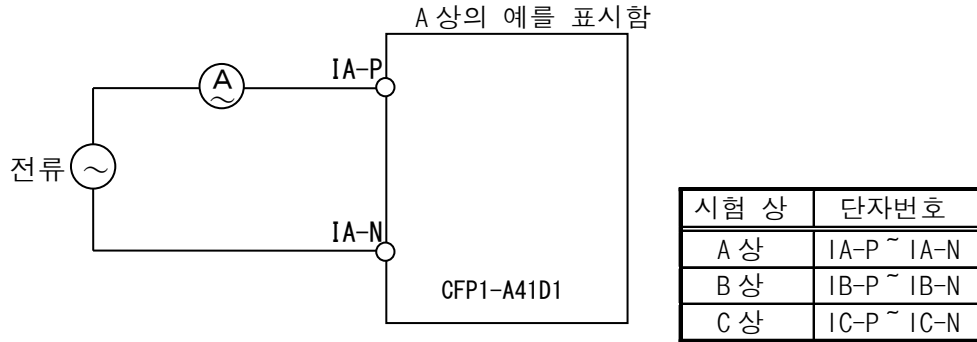 A상의 예를 표시함
IA-P
A
전류
IA-N
CFP1-A41D1
시험 상 단자번호
A상 IA-P ~ IA-N
B상 IB-P ~ IB-N
C상 IC-P ~ IC-N